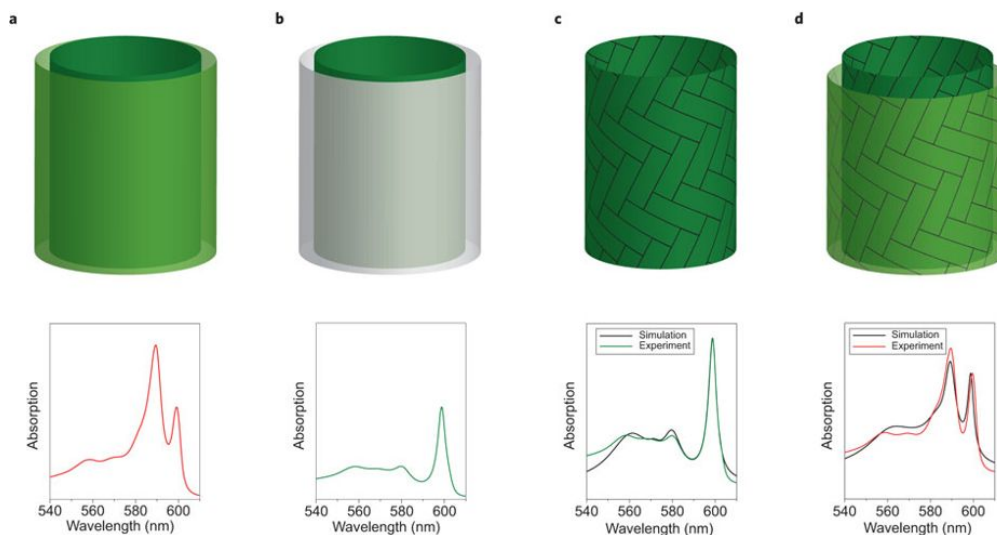 a
b
c
d
Absorption
540 560 580 600
Wavelength (nm)
Absorption
540 560 580 600
Wavelength (nm)
Simulation
Experiment
Absorption
540 560 580 600
Wavelength (nm)
Simulation
Experiment
Absorption
540 560 580 600
Wavelength (nm)